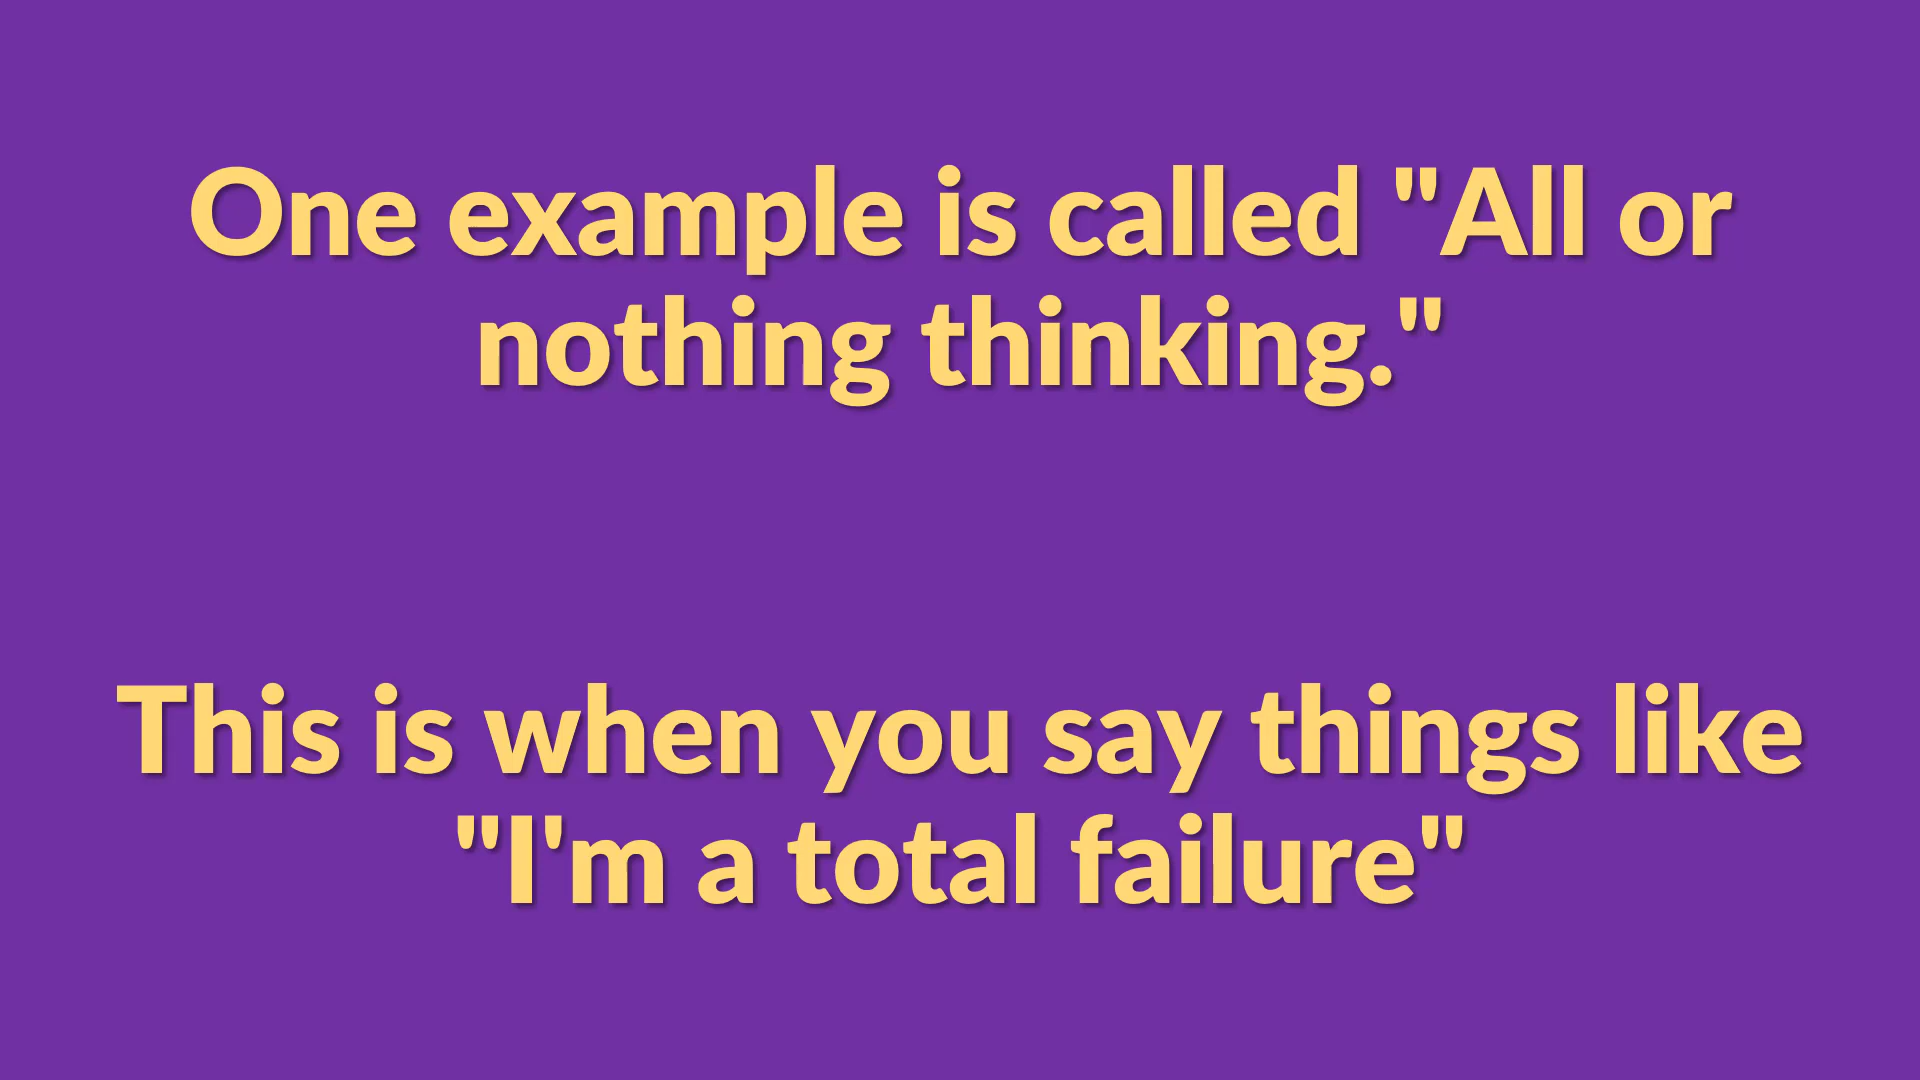 One example is called "All or
nothing thinking."
This is when you say things like
"I'm a total failure"